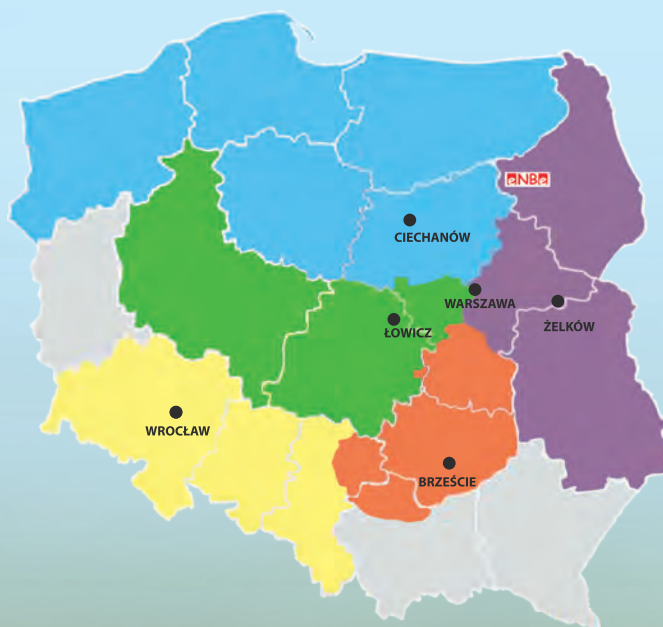 eNBe
CIECHANÓW
WARSZAWA
ŻELKÓW
ŁOWICZ
WROCŁAW
BRZEŚCIE